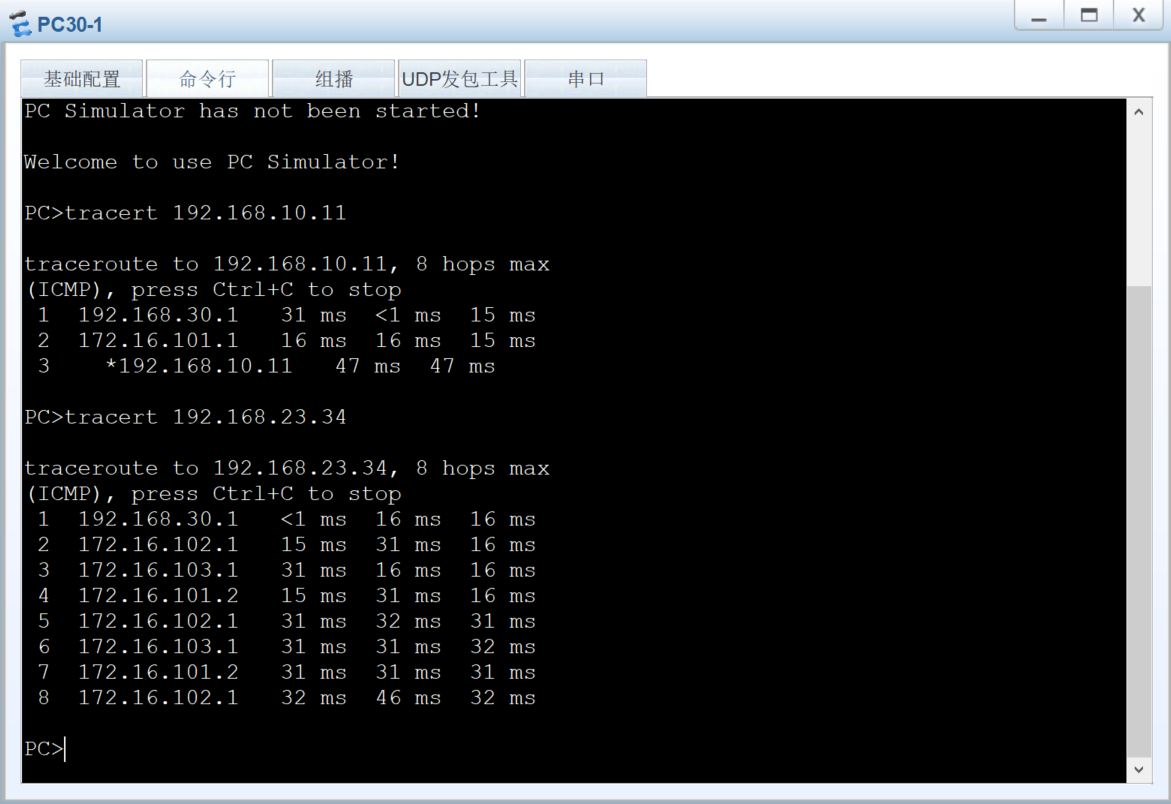 PC30-1
基础配置 命令行 组播 UDP发包工具 串口
PC Simulator has not been started!
Welcome to use PC Simulator!
PC>tracert 192.168.10.11
traceroute to 192.168.10.11, 8 hops max
(ICMP), press Ctrl+C to stop
1 192.168.30.1 31 ms <1 ms 15 ms
2 172.16.101.1 16 ms 16 ms 15 ms
3 *192.168.10.11 47 ms 47 ms
PC>tracert 192.168.23.34
traceroute to 192.168.23.34, 8 hops max
(ICMP), press Ctrl+C to stop
1 192.168.30.1 <1 ms 16 ms 16 ms
2 172.16.102.1 15 ms 31 ms 16 ms
3 172.16.103.1 31 ms 16 ms 16 ms
4 172.16.101.2 15 ms 31 ms 16 ms
5 172.16.102.1 31 ms 32 ms 31 ms
6 172.16.103.1 31 ms 31 ms 32 ms
7 172.16.101.2 31 ms 31 ms 31 ms
8 172.16.102.1 32 ms 46 ms 32 ms
PC>